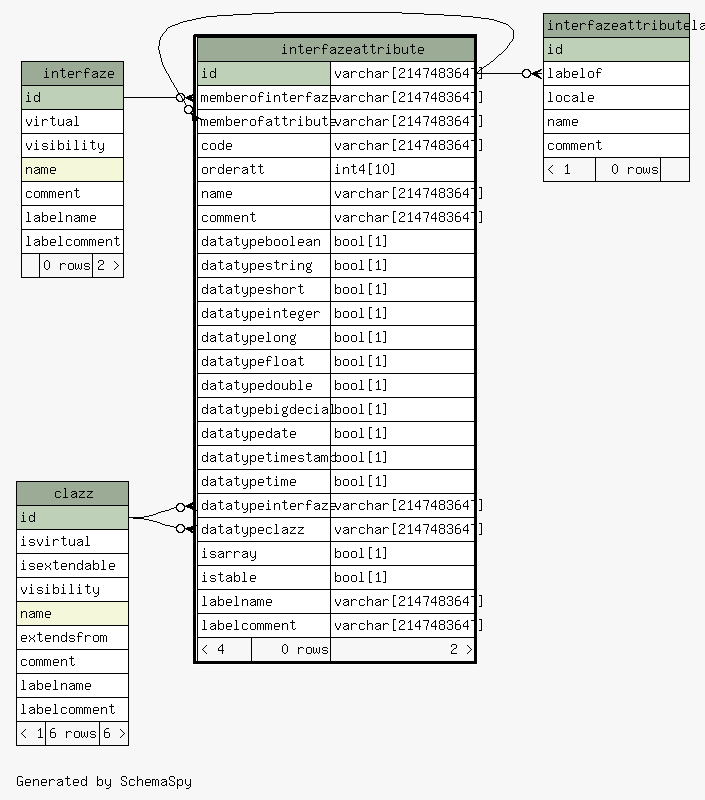 interfaze
id
virtual
visibility
name
comment
labelname
labelcomment
0 rows 2 >
interfazeattribute
id varchar[2147483647]
memberofinterfaze varchar[2147483647]
memberofattribute varchar[2147483647]
code varchar[2147483647]
orderatt int4[10]
name varchar[2147483647]
comment varchar[2147483647]
datatypeboolean bool[1]
datatypestring bool[1]
datatypeshort bool[1]
datatypeinteger bool[1]
datatypelong bool[1]
datatypefloat bool[1]
datatypedouble bool[1]
datatypebigdecial bool[1]
datatypedate bool[1]
datatypetimestamp bool[1]
datatypetime bool[1]
datatypeinterfaze varchar[2147483647]
datatypeclazz varchar[2147483647]
isarray bool[1]
istable bool[1]
labelname varchar[2147483647]
labelcomment varchar[2147483647]
< 4 0 rows 2 >
interfazeattributela
id
labelof
locale
name
comment
< 1 0 rows
clazz
id
isvirtual
isextendable
visibility
name
extendsfrom
comment
labelname
labelcomment
< 1 6 rows 6 >
Generated by SchemaSpy